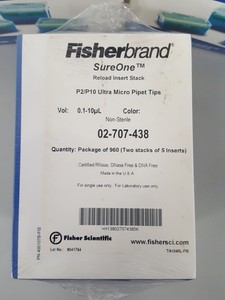 Fisherbrand
SureOne™
Reload Insert Stack
P2/P10 Ultra Micro Pipet Tips
Vol: 0.1-10µL Color:
Non-Sterile
02-707-438
Quantity: Package of 960 (Two stacks of 5 Inserts)
Certified RNase, DNase Free & DNA Free
Made in the U.S.A.
For single use only. For Laboratory use only.
Fisher Scientific
www.fishersci.com